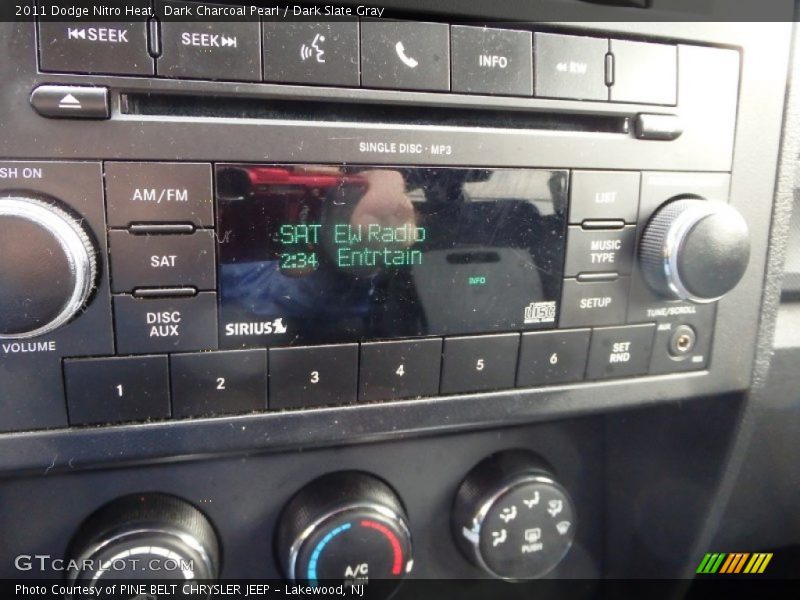 2011 Dodge Nitro Heat, Dark Charcoal Pearl / Dark Slate Gray
SEEK
SEEK
INFO
RW
SINGLE DISC · MP3
SH ON
AM/FM
SAT
DISC
AUX
VOLUME
SAT EW Radio
2:34 Entrtain
INFO
SIRIUS
disc
LIST
MUSIC
TYPE
SETUP
TUNE/SCROLL
AUX
1
2
3
4
5
6
SET
RND
A/C
PUSH
GTCARLOT.COM
Photo Courtesy of PINE BELT CHRYSLER JEEP - Lakewood, NJ